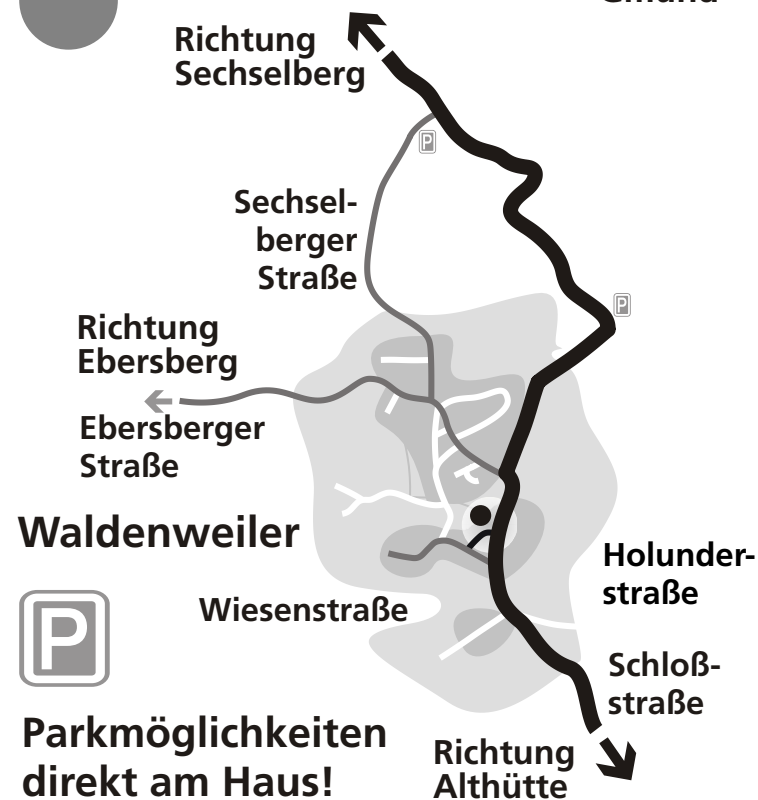 Richtung
Sechselberg
P
Sechsel-
berger
Straße
P
Richtung
Ebersberg
Ebersberger
Straße
Waldenweiler
Holunder-
straße
Wiesenstraße
P
Schloß-
straße
Parkmöglichkeiten
direkt am Haus!
Richtung
Althütte